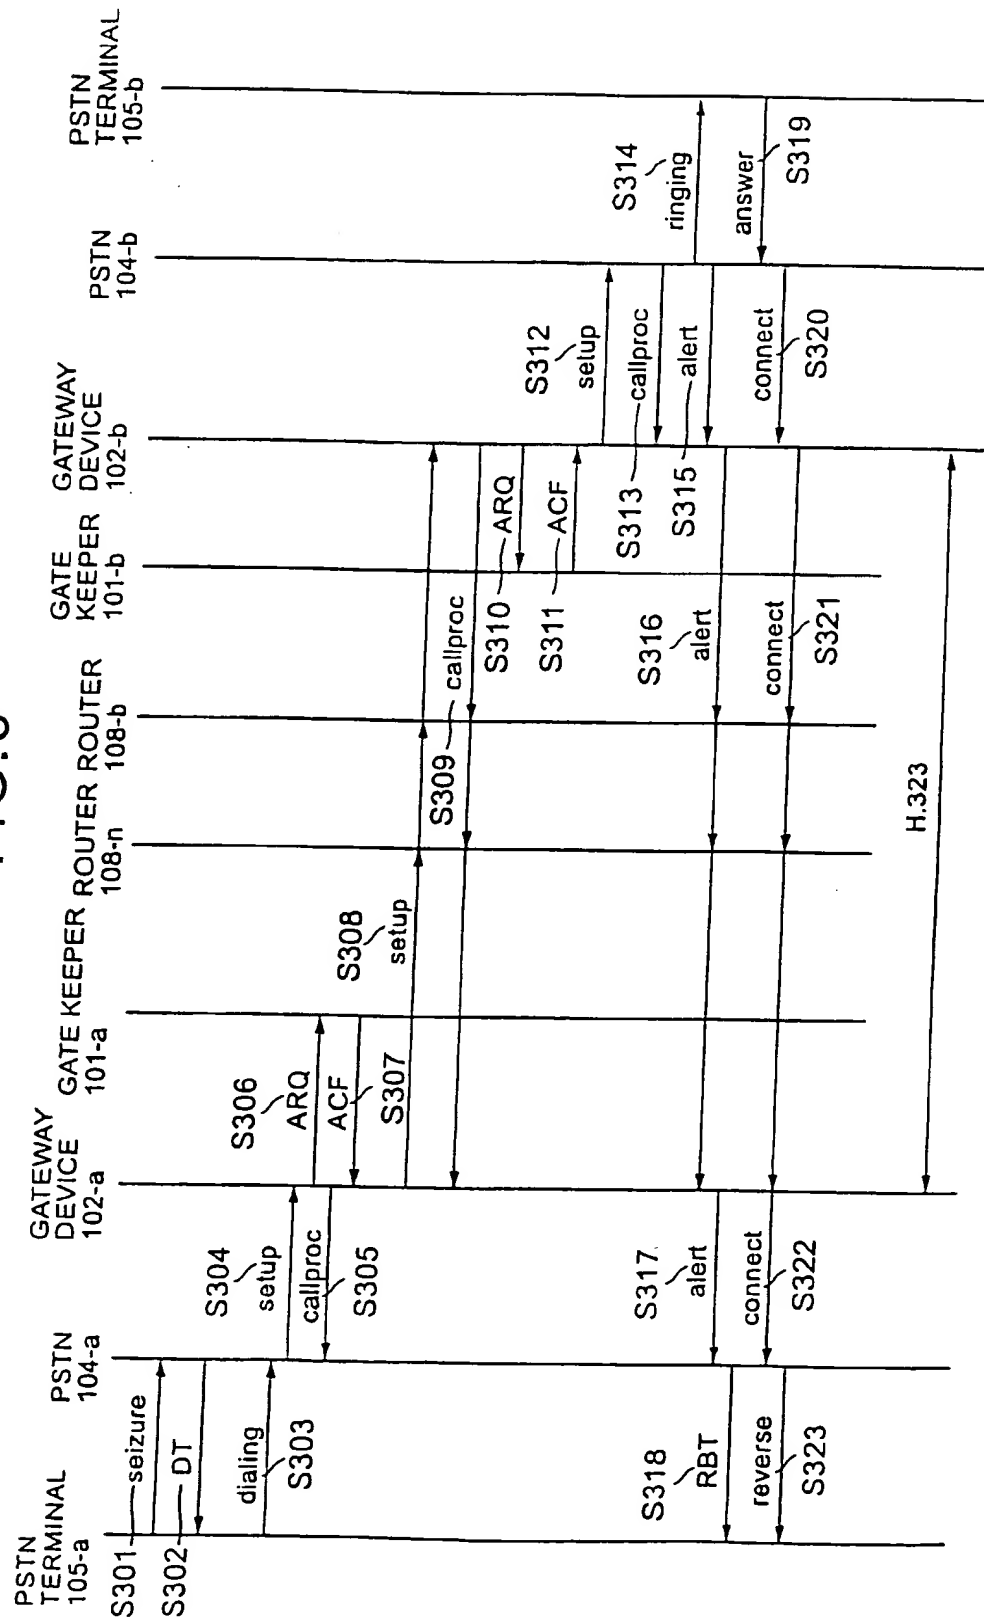 PSTN
TERMINAL
105-a
PSTN
104-a
GATEWAY
DEVICE
102-a
GATE KEEPER
101-a
ROUTER
108-n
ROUTER
108-b
GATE
KEEPER
101-b
GATEWAY
DEVICE
102-b
PSTN
104-b
PSTN
TERMINAL
105-b
S301
seizure
S302
DT
dialing
S303
S304
setup
callproc
S305
S306
ARQ
ACF
S307
S308
setup
S309
callproc
S310
ARQ
S311
ACF
S312
setup
S313
callproc
S314
ringing
S315
alert
S316
alert
S317
alert
S318
RBT
answer
S319
connect
S320
connect
S321
connect
S322
reverse
S323
H.323